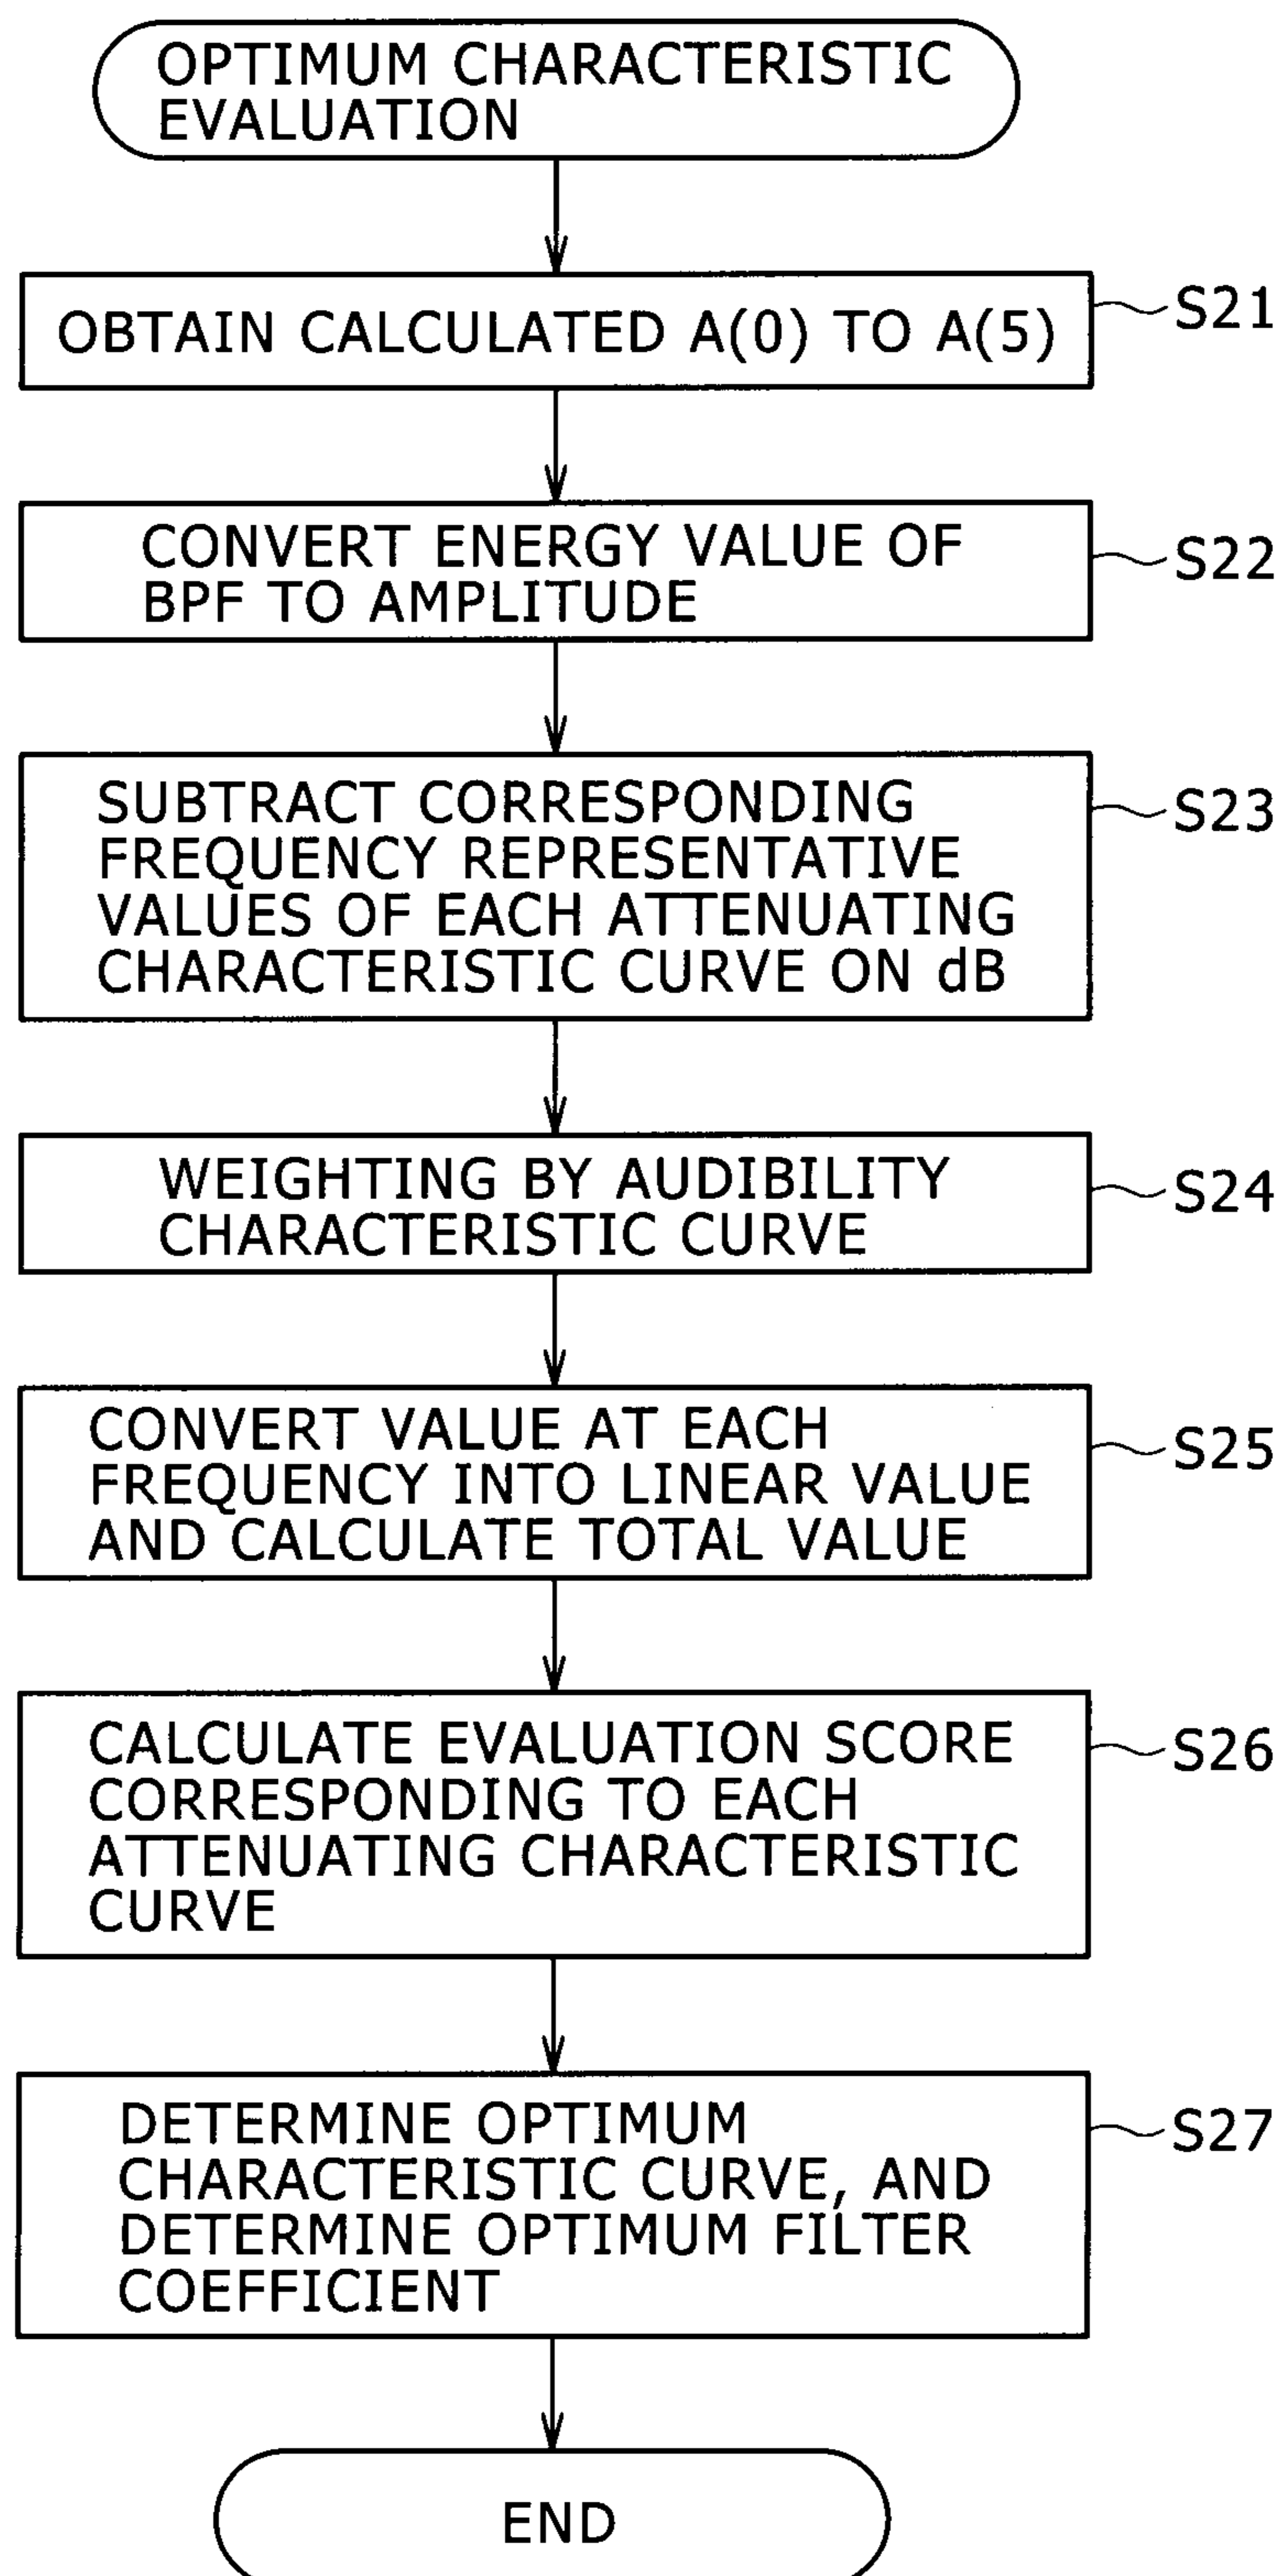 OPTIMUM CHARACTERISTIC
EVALUATION
OBTAIN CALCULATED A(0) TO A(5)
S21
CONVERT ENERGY VALUE OF
BPF TO AMPLITUDE
S22
SUBTRACT CORRESPONDING
FREQUENCY REPRESENTATIVE
VALUES OF EACH ATTENUATING
CHARACTERISTIC CURVE ON dB
S23
WEIGHTING BY AUDIBILITY
CHARACTERISTIC CURVE
S24
CONVERT VALUE AT EACH
FREQUENCY INTO LINEAR VALUE
AND CALCULATE TOTAL VALUE
S25
CALCULATE EVALUATION SCORE
CORRESPONDING TO EACH
ATTENUATING CHARACTERISTIC
CURVE
S26
DETERMINE OPTIMUM
CHARACTERISTIC CURVE, AND
DETERMINE OPTIMUM FILTER
COEFFICIENT
S27
END